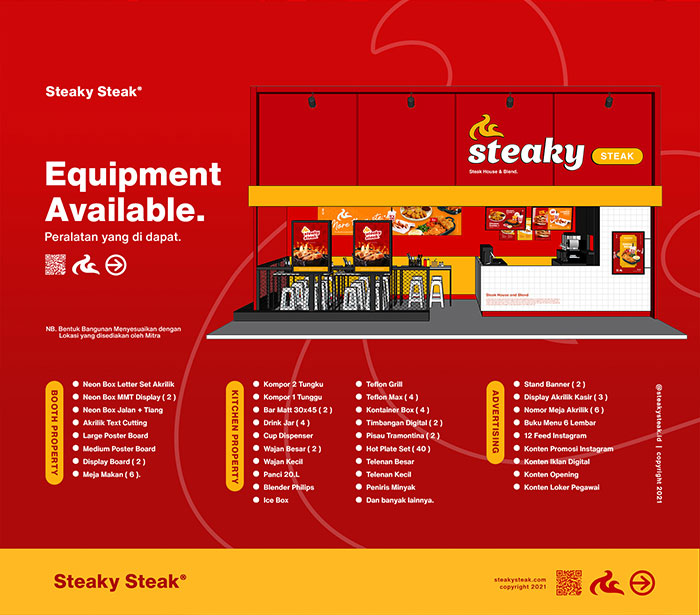 Steaky Steak®
Equipment
Available.
Peralatan yang di dapat.
NB. Bentuk Bangunan Menyesuaikan dengan
Lokasi yang disediakan oleh Mitra
steaky
STEAK
Steak House & Blend.
Steak House and Blend
BOOTH PROPERTY
Neon Box Letter Set Akrilik
Neon Box MMT Display ( 2 )
Neon Box Jalan + Tiang
Akrilik Text Cutting
Large Poster Board
Medium Poster Board
Display Board ( 2 )
Meja Makan ( 6 ).
KITCHEN PROPERTY
Kompor 2 Tungku
Kompor 1 Tunggu
Bar Matt 30x45 ( 2 )
Drink Jar ( 4 )
Cup Dispenser
Wajan Besar ( 2 )
Wajan Kecil
Panci 20.L
Blender Philips
Ice Box
Teflon Grill
Teflon Max ( 4 )
Kontainer Box ( 4 )
Timbangan Digital ( 2 )
Pisau Tramontina ( 2 )
Hot Plate Set ( 40 )
Telenan Besar
Telenan Kecil
Peniris Minyak
Dan banyak lainnya.
ADVERTISING
Stand Banner ( 2 )
Display Akrilik Kasir ( 3 )
Nomor Meja Akrilik ( 6 )
Buku Menu 6 Lembar
12 Feed Instagram
Konten Promosi Instagram
Konten Iklan Digital
Konten Opening
Konten Loker Pegawai
@steakysteak.id | copyright 2021
Steaky Steak®
steakysteak.com
copyright 2021